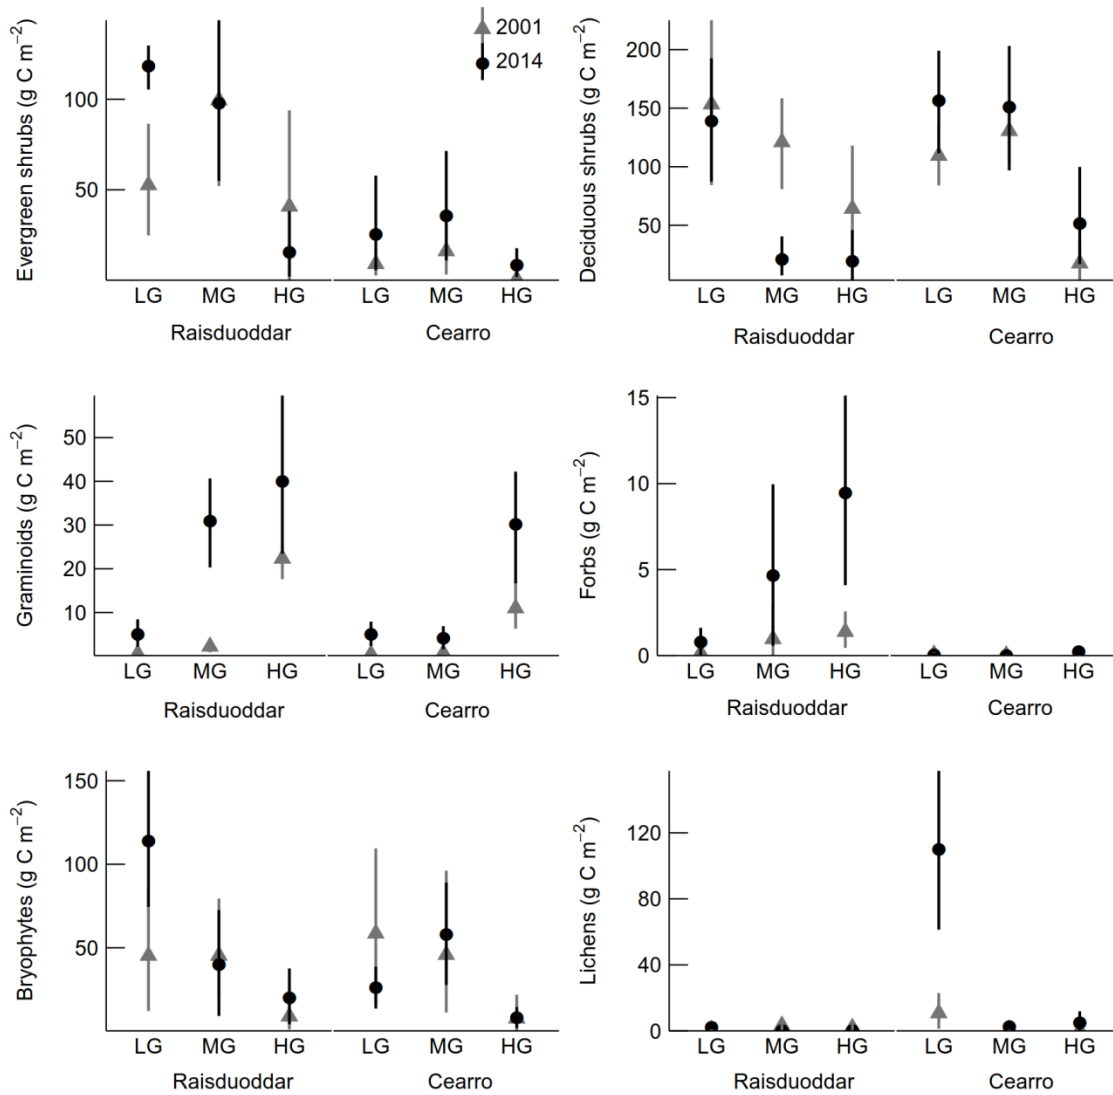 Evergreen shrubs (g C m−2)
100
50
2001
2014
LG MG HG LG MG HG
Raisduoddar Cearro
Deciduous shrubs (g C m−2)
200
150
100
50
LG MG HG LG MG HG
Raisduoddar Cearro
Graminoids (g C m−2)
50
40
30
20
10
LG MG HG LG MG HG
Raisduoddar Cearro
Forbs (g C m−2)
15
10
5
0
LG MG HG LG MG HG
Raisduoddar Cearro
Bryophytes (g C m−2)
150
100
50
LG MG HG LG MG HG
Raisduoddar Cearro
Lichens (g C m−2)
120
80
40
0
LG MG HG LG MG HG
Raisduoddar Cearro